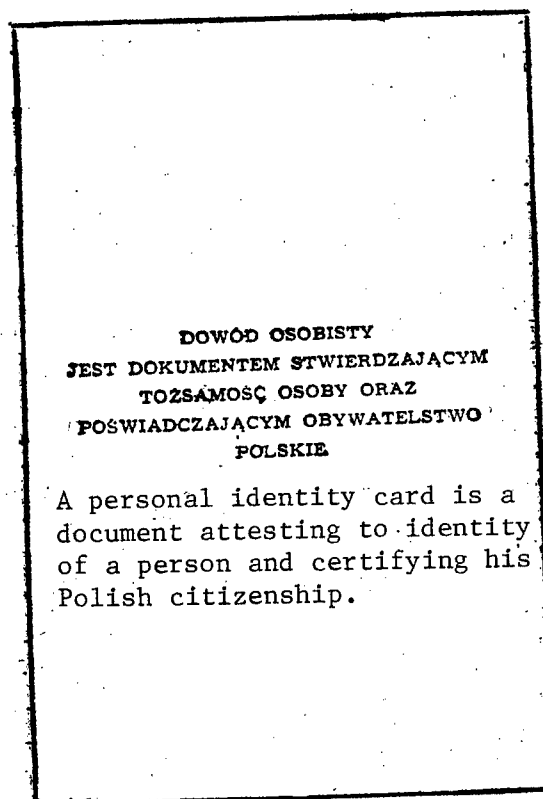 DOWÓD OSOBISTY
JEST DOKUMENTEM STWIERDZAJĄCYM
TOŻSAMOŚĆ OSOBY ORAZ
POŚWIADCZAJĄCYM OBYWATELSTWO
POLSKIE
A personal identity card is a
document attesting to identity
of a person and certifying his
Polish citizenship.